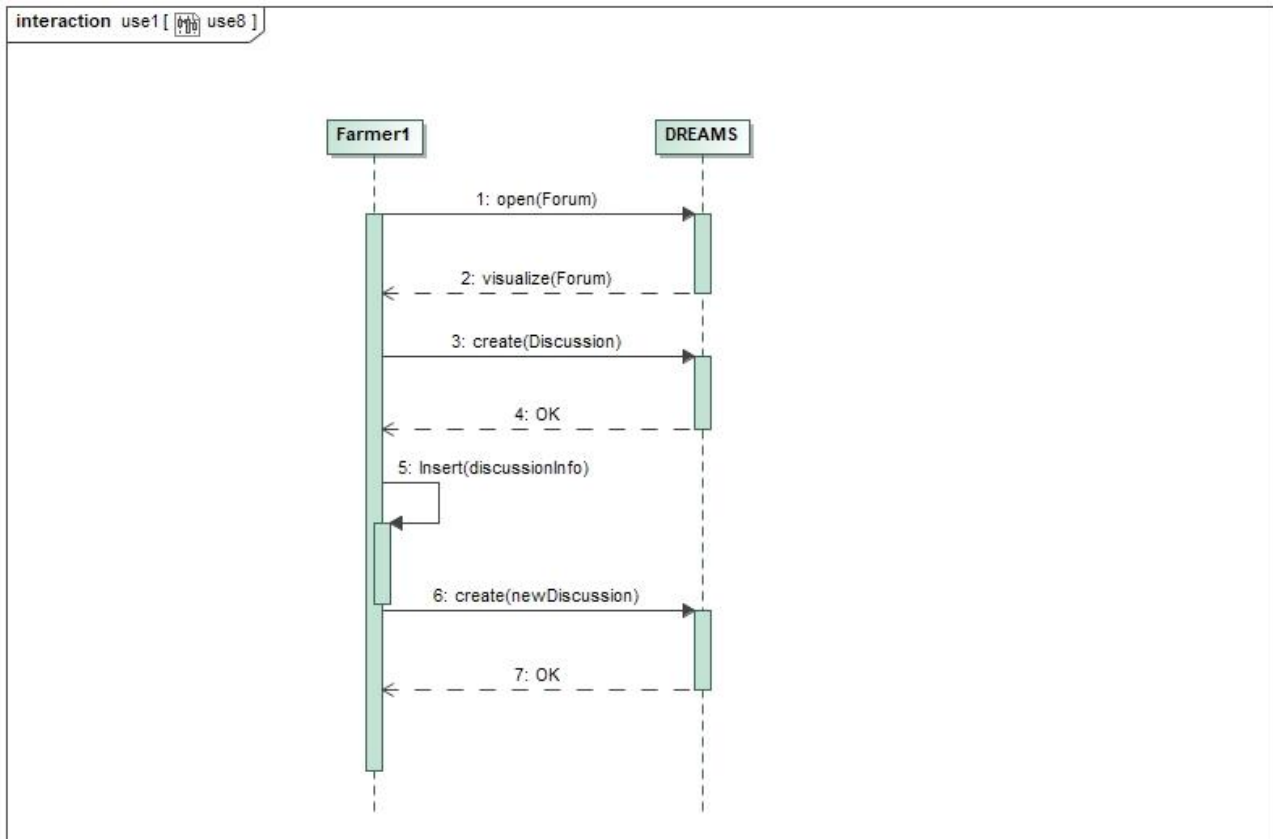 interaction use1 [ use8 ]
Farmer1
DREAMS
1: open(Forum)
2: visualize(Forum)
3: create(Discussion)
4: OK
5: Insert(discussionInfo)
6: create(newDiscussion)
7: OK